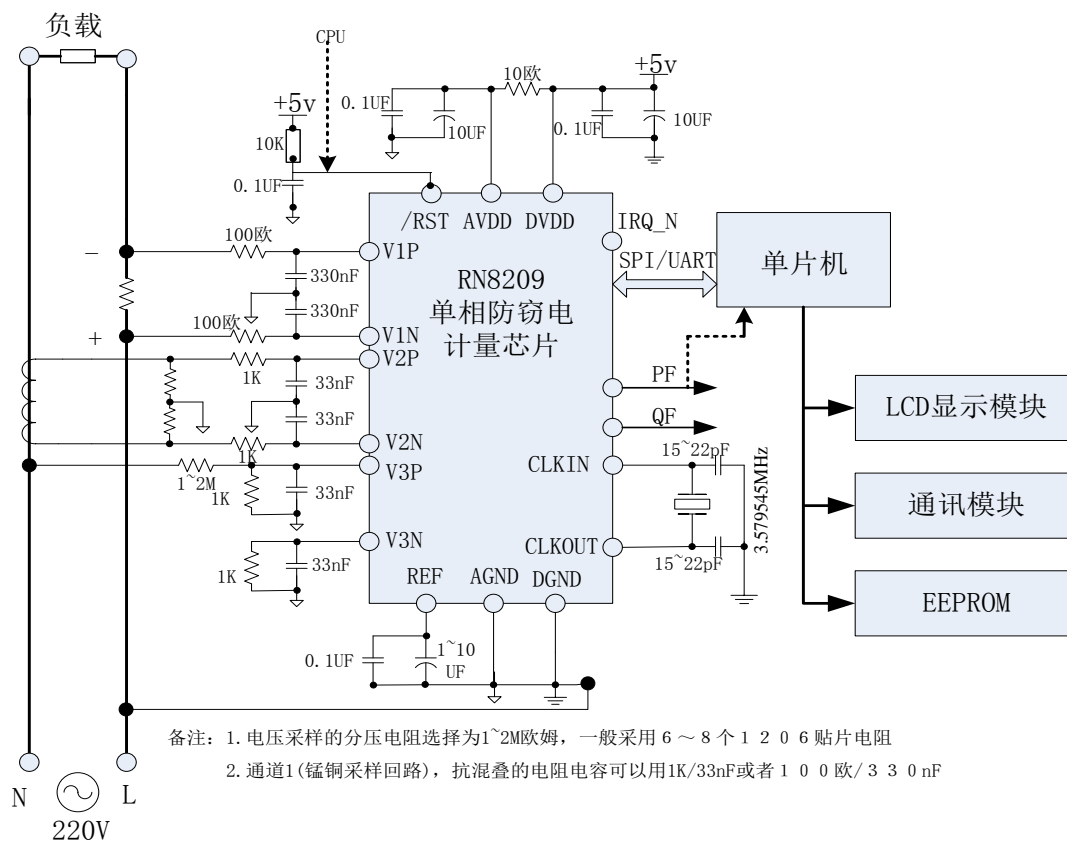 负载
CPU
+5v
10K
0.1UF
0.1UF
10UF
10欧
+5v
0.1UF
10UF
/RST AVDD DVDD
IRQ_N
SPI/UART
单片机
100欧
V1P
330nF
330nF
RN8209
单相防窃电
计量芯片
−
+
100欧
V1N
V2P
1K
33nF
33nF
1K
V2N
PF
QF
LCD显示模块
1~2M
V3P
1K
33nF
CLKIN
15~22pF
3.579545MHz
通讯模块
V3N
1K
33nF
CLKOUT
15~22pF
REF AGND DGND
EEPROM
0.1UF
1~10
UF
备注：1.电压采样的分压电阻选择为1~2M欧姆，一般采用６～８个１２０６贴片电阻
2.通道1(锰铜采样回路)，抗混叠的电阻电容可以用1K/33nF或者１００欧/３３０nF
N
L
220V